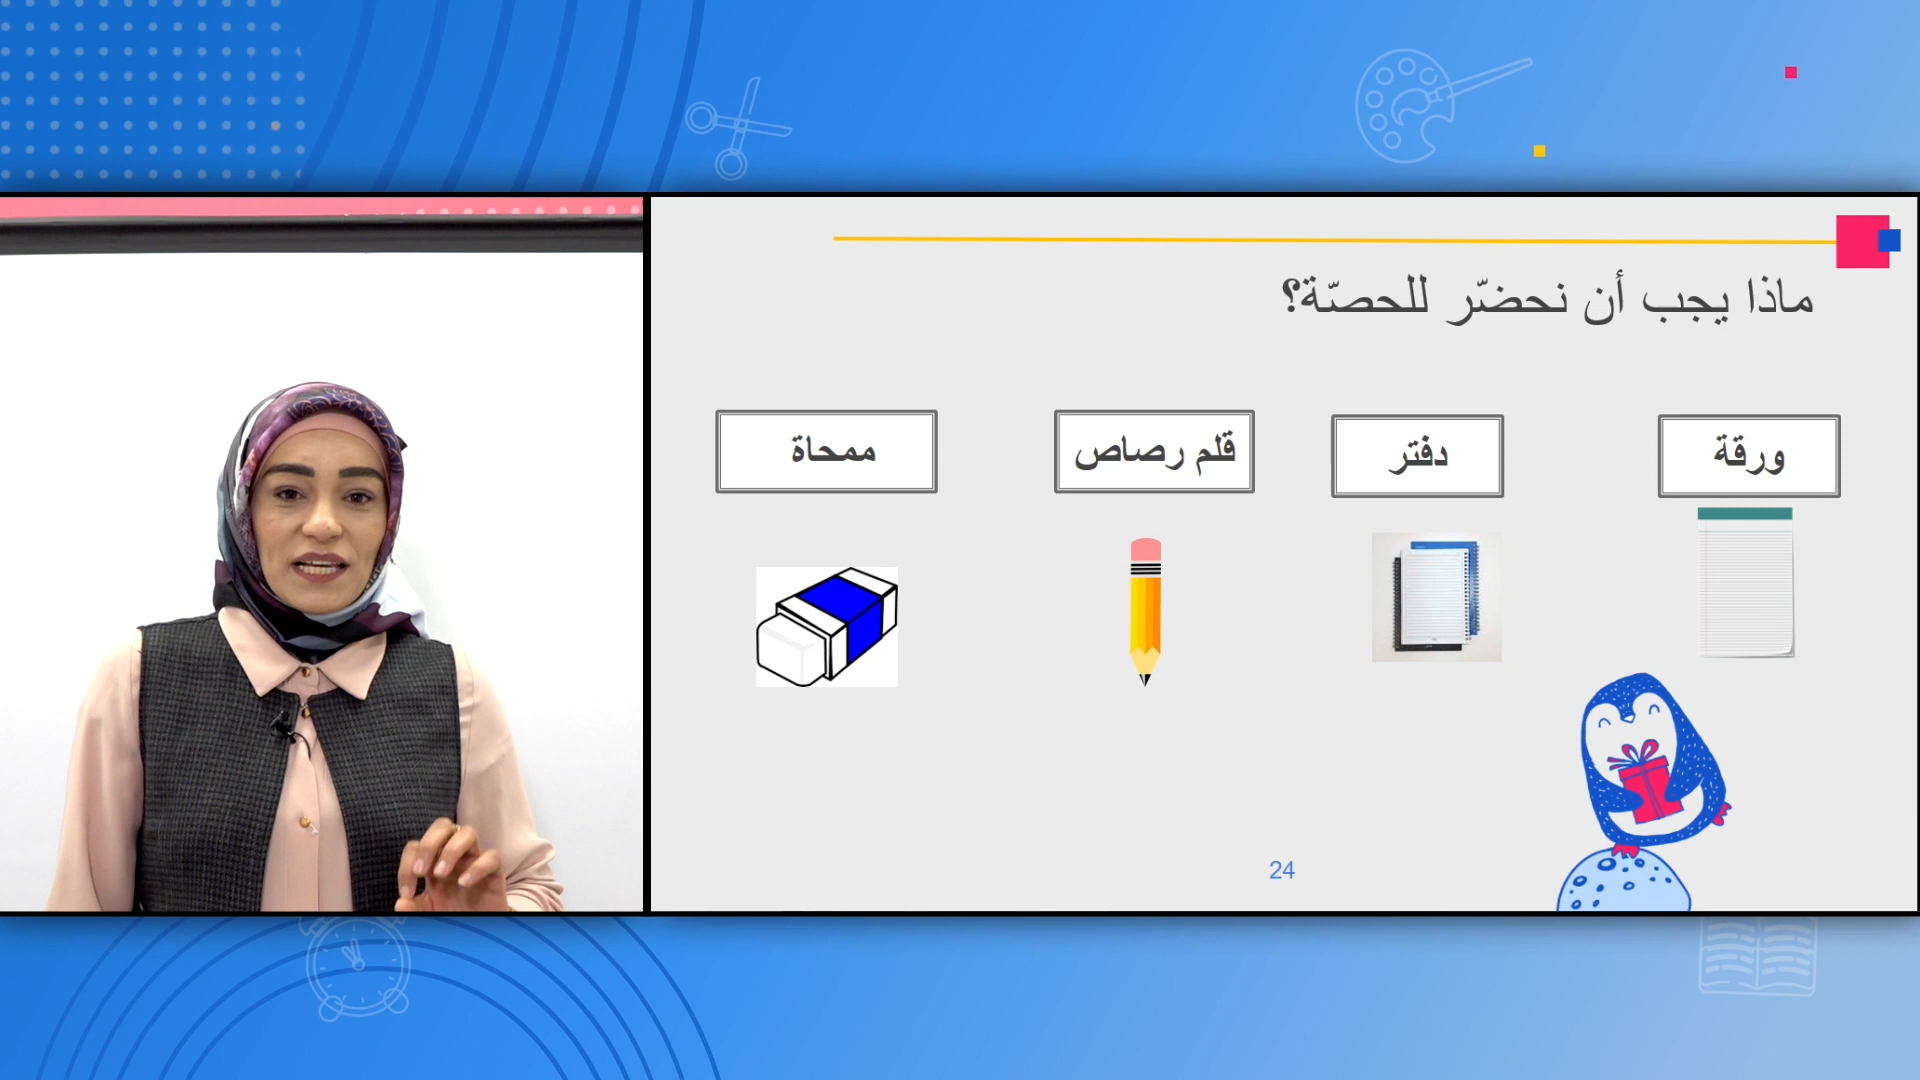 ماذا يجب أن نحضّر للحصّة؟
ورقة
دفتر
قلم رصاص
ممحاة
24